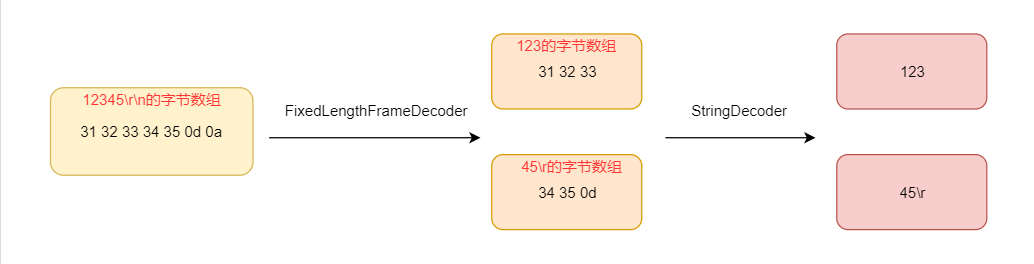 12345\r\n的字节数组
31 32 33 34 35 0d 0a
FixedLengthFrameDecoder
123的字节数组
31 32 33
45\r的字节数组
34 35 0d
StringDecoder
123
45\r